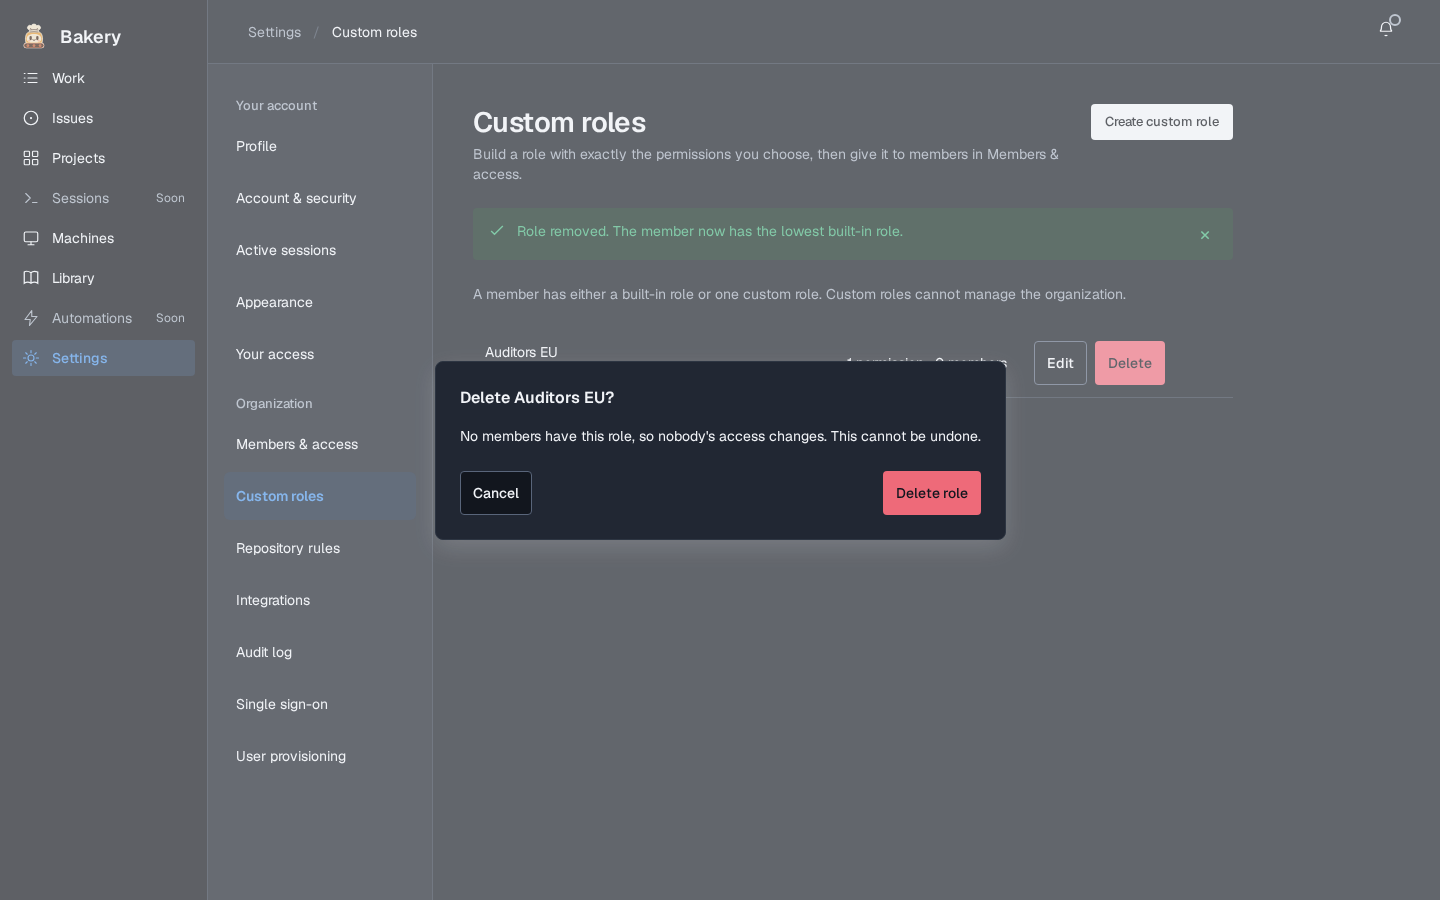 Bakery
Work
Issues
Projects
Sessions Soon
Machines
Library
Automations Soon
Settings
Settings / Custom roles
Your account
Profile
Account & security
Active sessions
Appearance
Your access
Organization
Members & access
Custom roles
Repository rules
Integrations
Audit log
Single sign-on
User provisioning
Custom roles
Create custom role
Build a role with exactly the permissions you choose, then give it to members in Members &
access.
Role removed. The member now has the lowest built-in role.
A member has either a built-in role or one custom role. Custom roles cannot manage the organization.
Auditors EU
Edit
Delete
Delete Auditors EU?
No members have this role, so nobody's access changes. This cannot be undone.
Cancel
Delete role